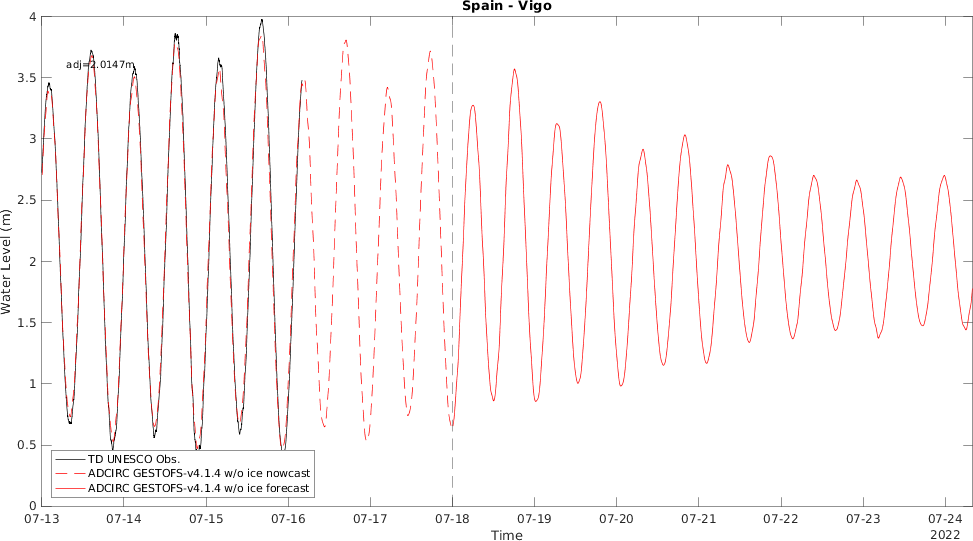 Spain - Vigo
4
3.5
3
2.5
2
1.5
1
0.5
0
Water Level (m)
adj=2.0147m
TD UNESCO Obs.
ADCIRC GESTOFS-v4.1.4 w/o ice nowcast
ADCIRC GESTOFS-v4.1.4 w/o ice forecast
07-13 07-14 07-15 07-16 07-17 07-18 07-19 07-20 07-21 07-22 07-23 07-24
Time
2022